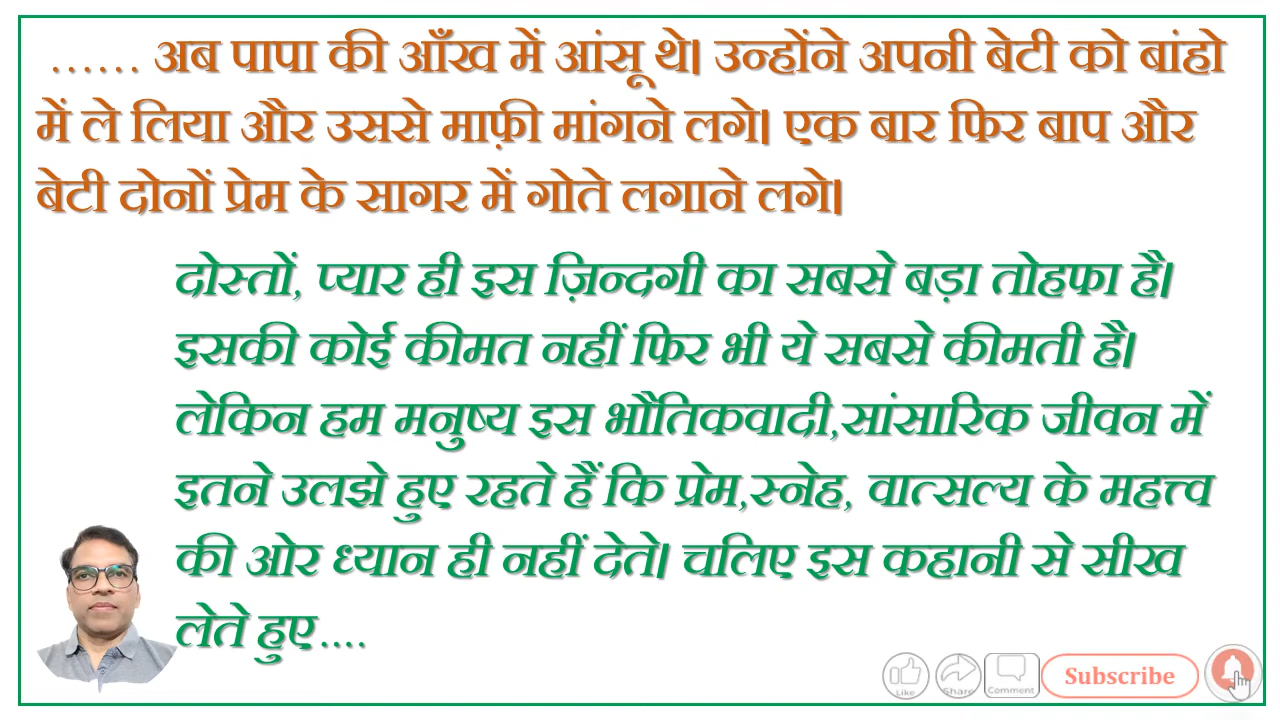 ...... अब पापा की आँख में आंसू थे। उन्होंने अपनी बेटी को बांहो
में ले लिया और उससे माफ़ी मांगने लगे। एक बार फिर बाप और
बेटी दोनों प्रेम के सागर में गोते लगाने लगे।
दोस्तों, प्यार ही इस ज़िन्दगी का सबसे बड़ा तोहफा है।
इसकी कोई कीमत नहीं फिर भी ये सबसे कीमती है।
लेकिन हम मनुष्य इस भौतिकवादी,सांसारिक जीवन में
इतने उलझे हुए रहते हैं कि प्रेम,स्नेह, वात्सल्य के महत्त्व
की ओर ध्यान ही नहीं देते। चलिए इस कहानी से सीख
लेते हुए....
Like Share Comment Subscribe